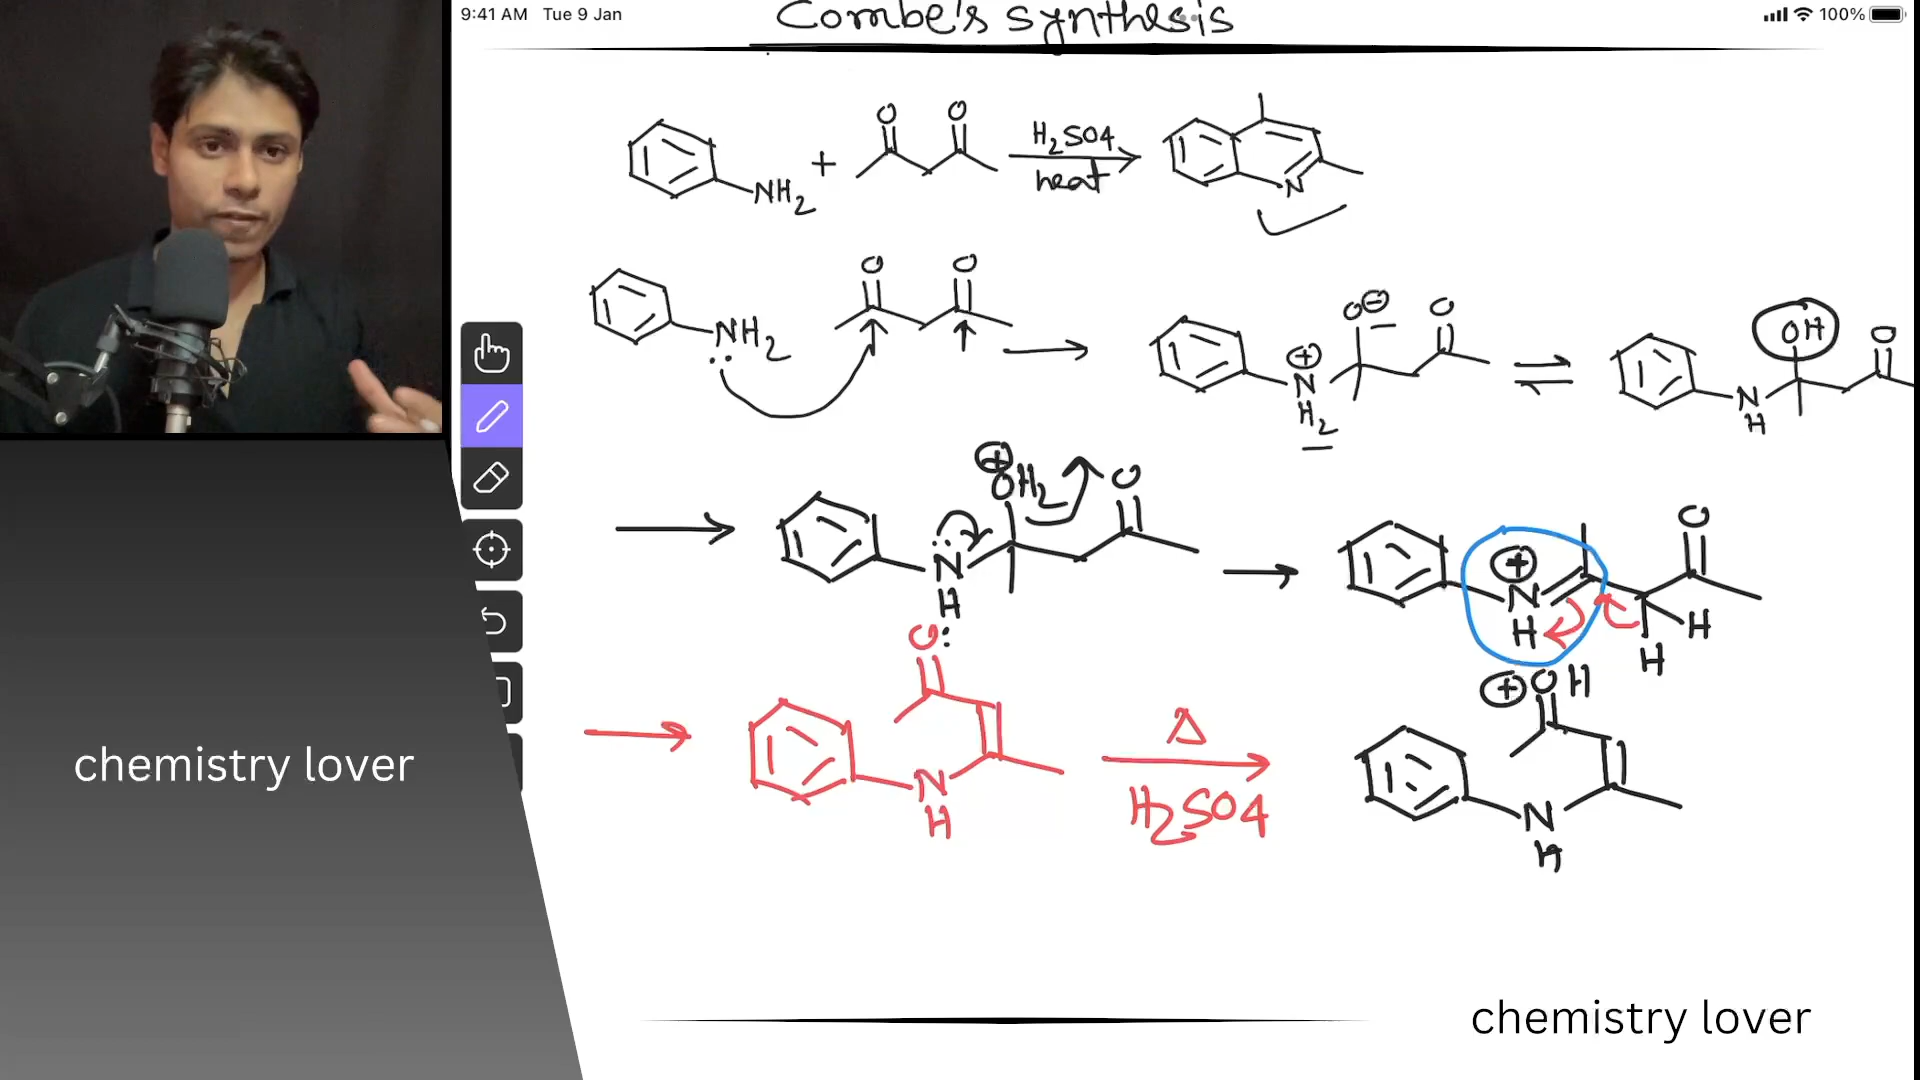 9:41 AM Tue 9 Jan
100%
Combe's synthesis
O O
NH2 + H2SO4
heat
N
O O
NH2
O⊖ O
⊕
N
H2
OH O
N
H
⊕
OH2 O
N
H
O
⊕
N
H H
H
O
N
H
Δ
H2SO4
⊕ OH
N
H
chemistry lover
chemistry lover